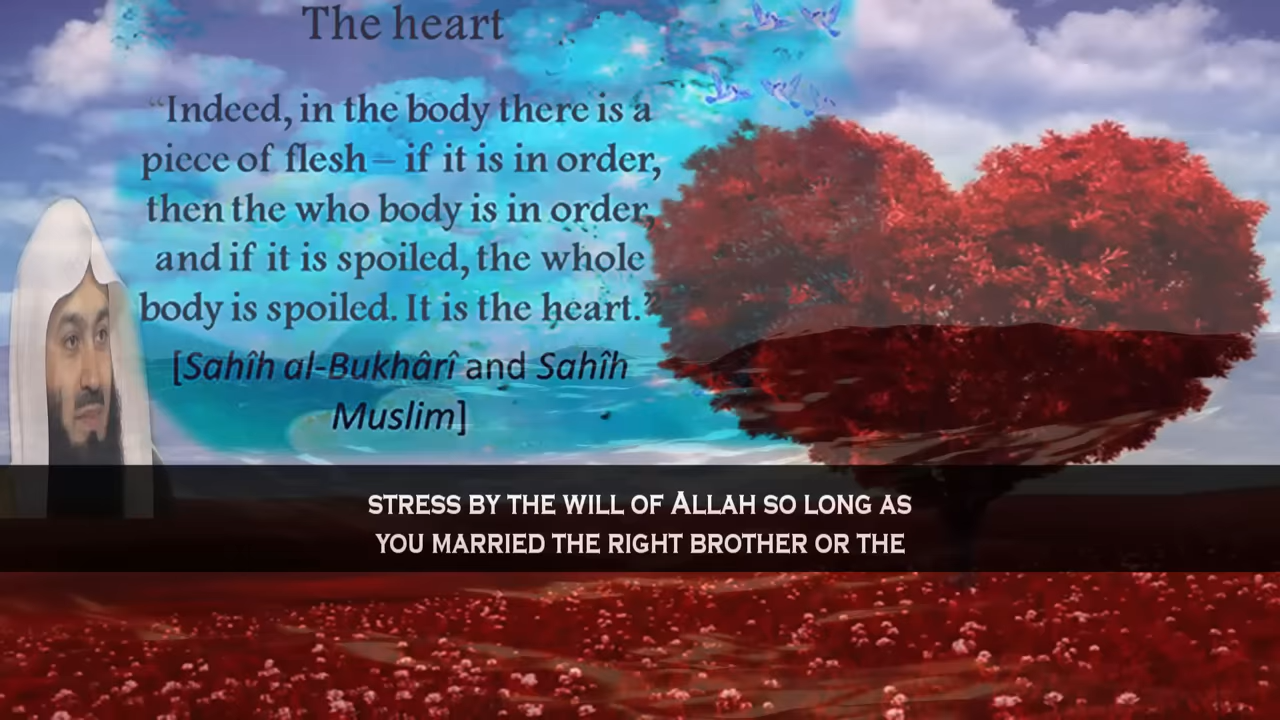 The heart
“Indeed, in the body there is a
piece of flesh – if it is in order,
then the who body is in order,
and if it is spoiled, the whole
body is spoiled. It is the heart.”
[Sahîh al-Bukhârî and Sahîh
Muslim]
STRESS BY THE WILL OF ALLAH SO LONG AS
YOU MARRIED THE RIGHT BROTHER OR THE